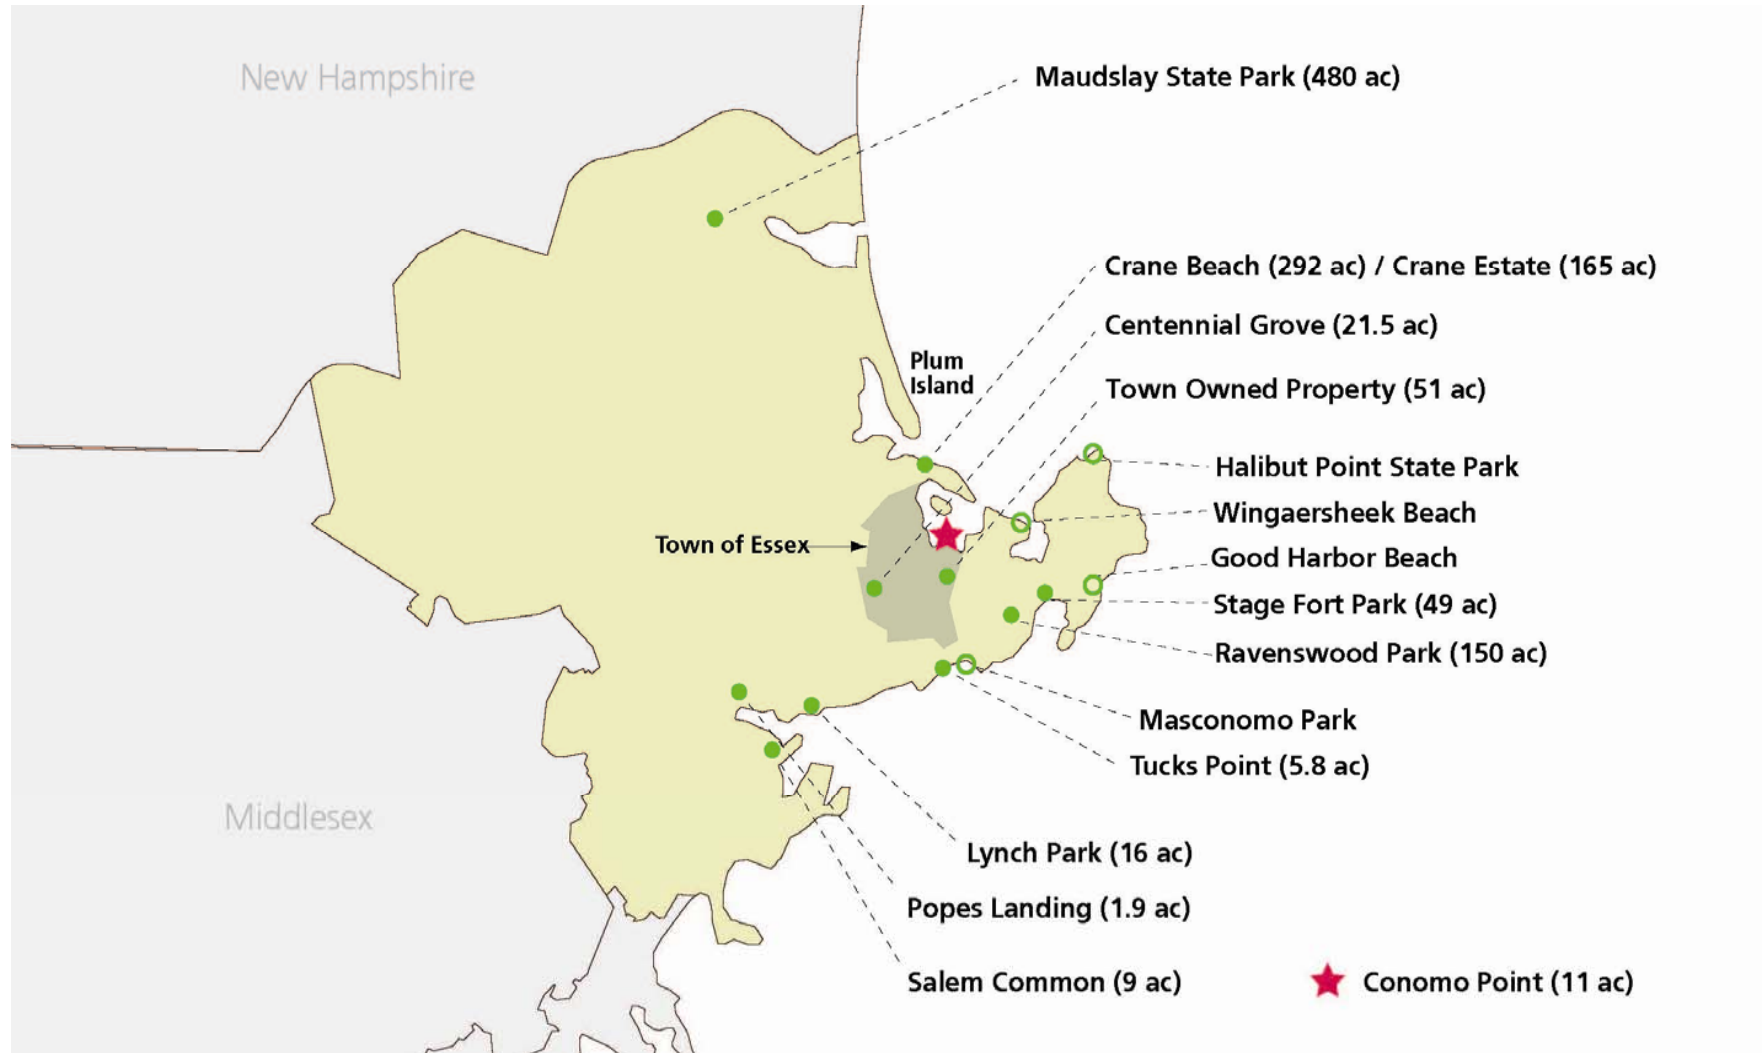 New Hampshire
Maudslay State Park (480 ac)
Crane Beach (292 ac) / Crane Estate (165 ac)
Centennial Grove (21.5 ac)
Plum
Island
Town Owned Property (51 ac)
Halibut Point State Park
Wingaersheek Beach
Town of Essex
Good Harbor Beach
Stage Fort Park (49 ac)
Ravenswood Park (150 ac)
Masconomo Park
Tucks Point (5.8 ac)
Middlesex
Lynch Park (16 ac)
Popes Landing (1.9 ac)
Salem Common (9 ac)
Conomo Point (11 ac)